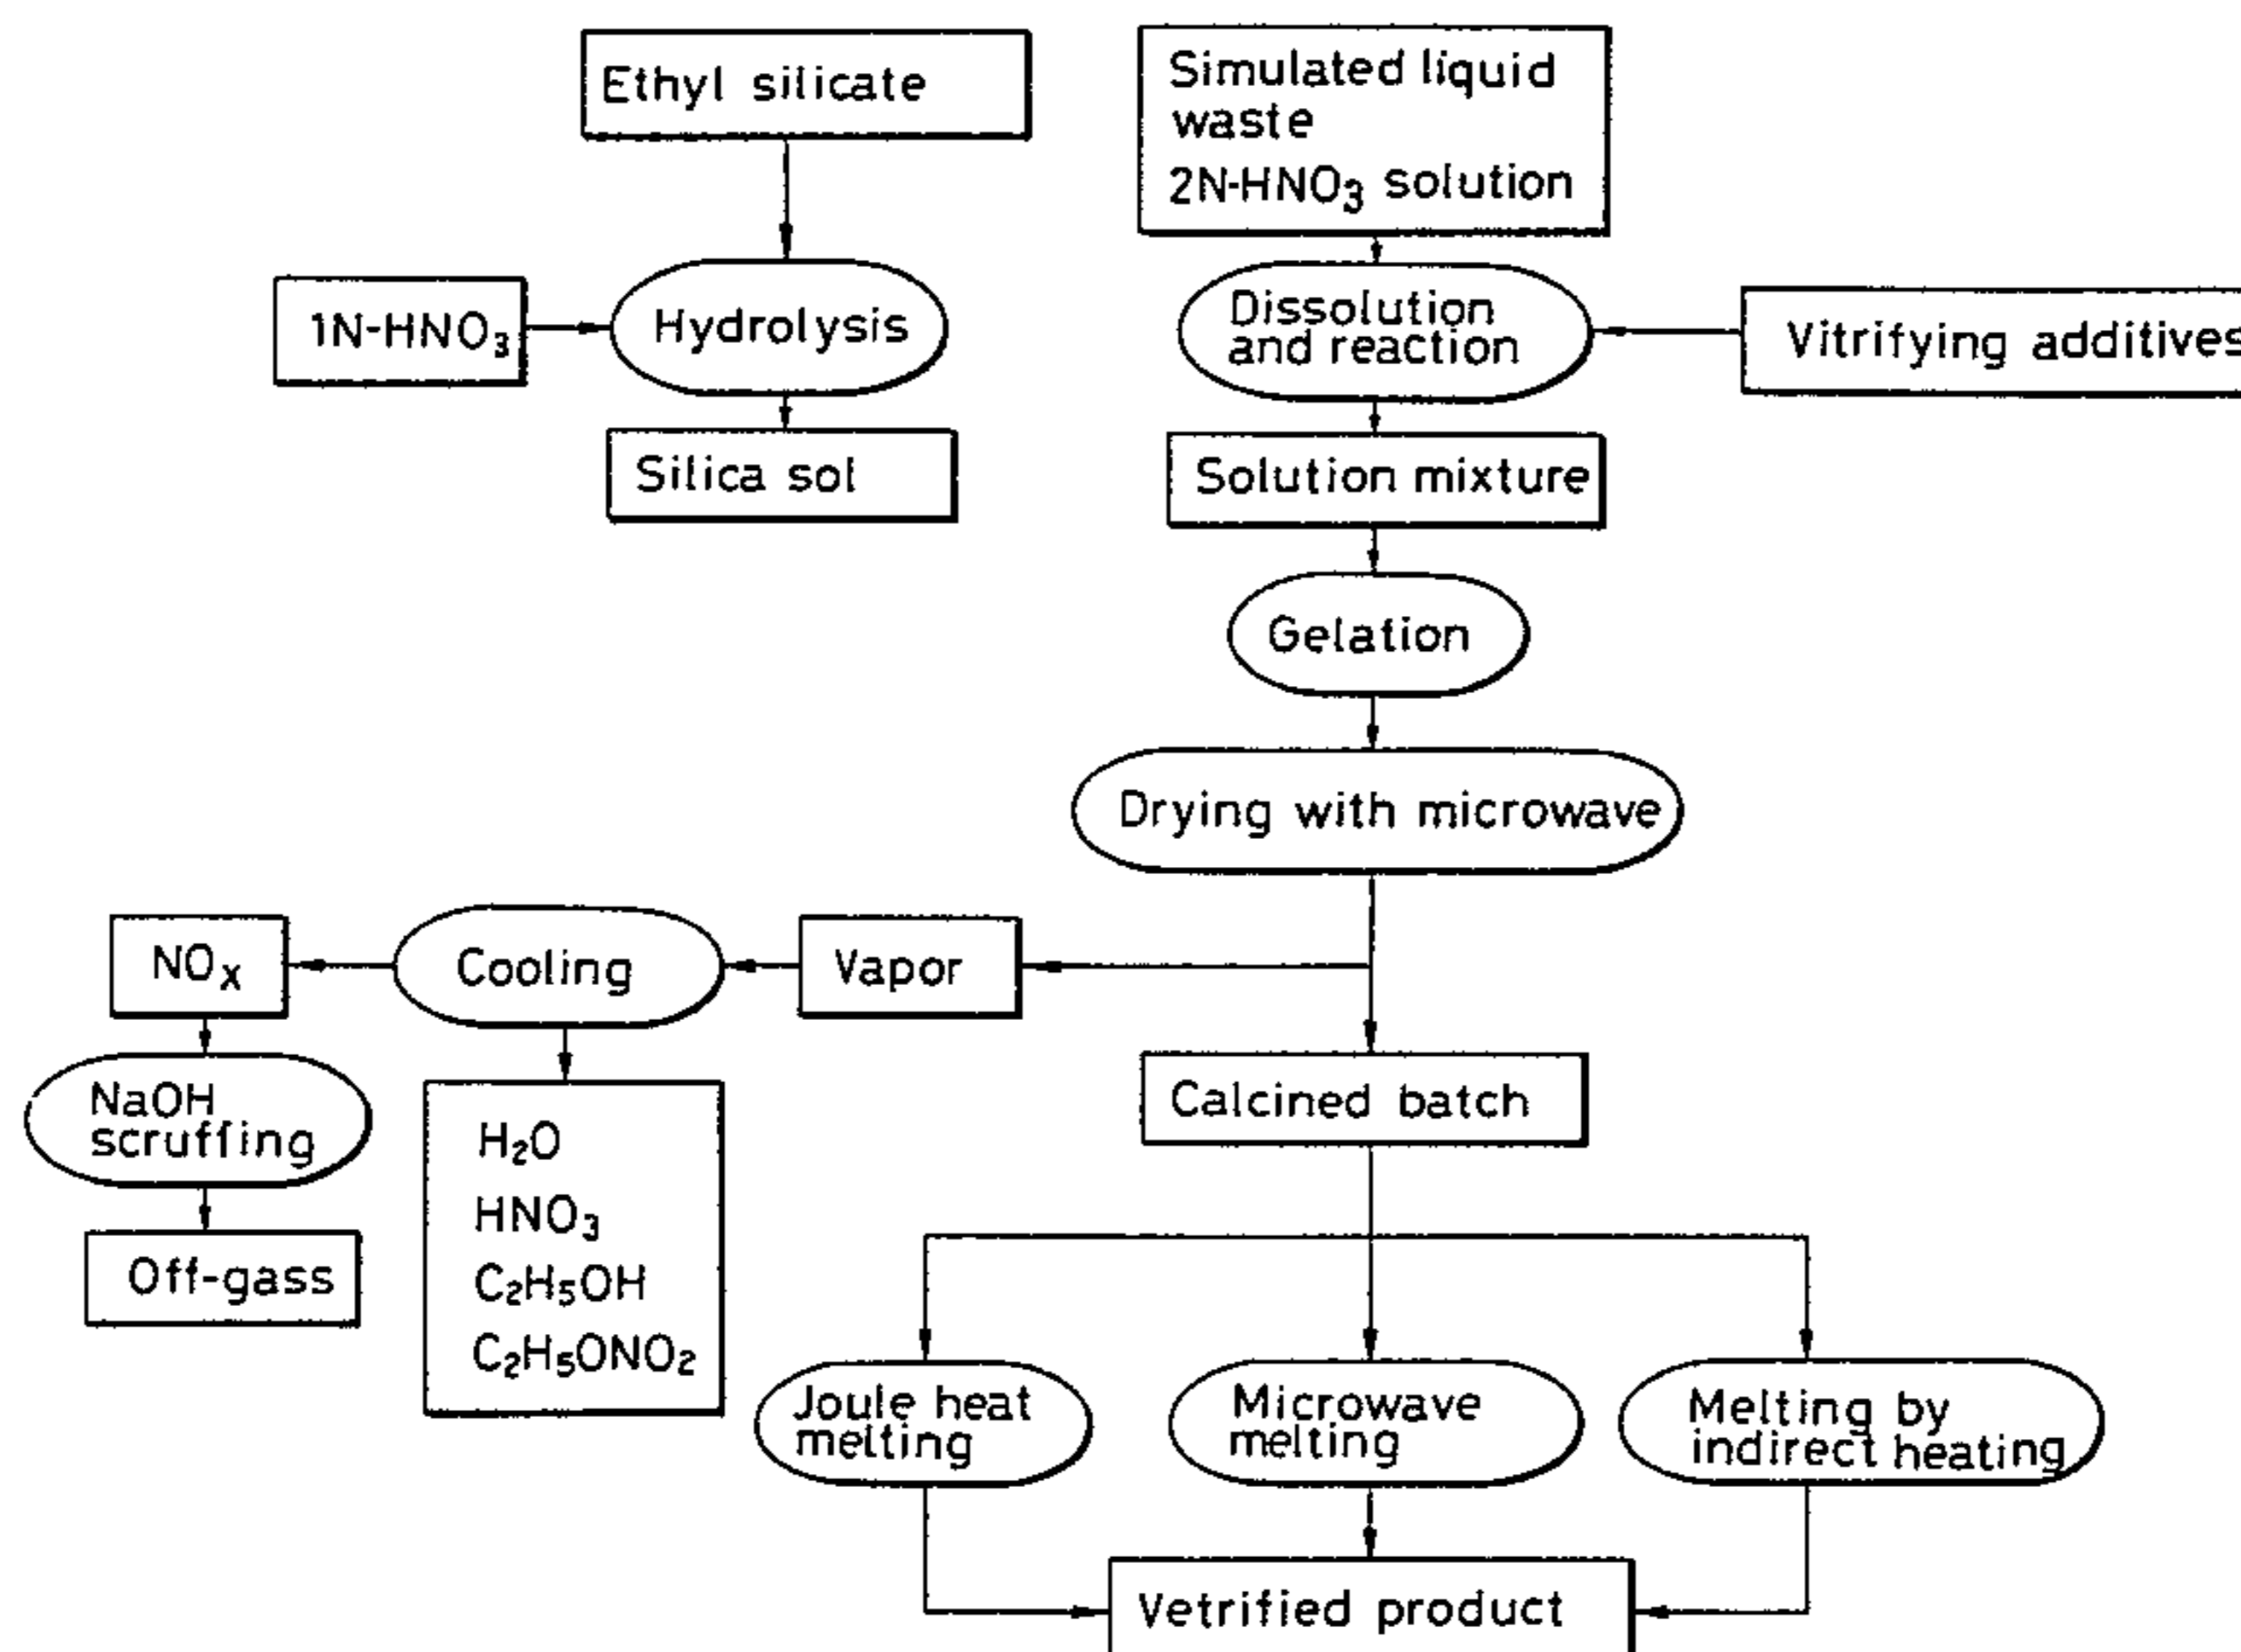 Ethyl silicate
Simulated liquid
waste
2N-HNO₃ solution
1N-HNO₃
Hydrolysis
Dissolution
and reaction
Vitrifying additives
Silica sol
Solution mixture
Gelation
Drying with microwave
NOₓ
Cooling
Vapor
NaOH
scruffing
Calcined batch
H₂O
HNO₃
C₂H₅OH
C₂H₅ONO₂
Off-gass
Joule heat
melting
Microwave
melting
Melting by
indirect heating
Vetrified product